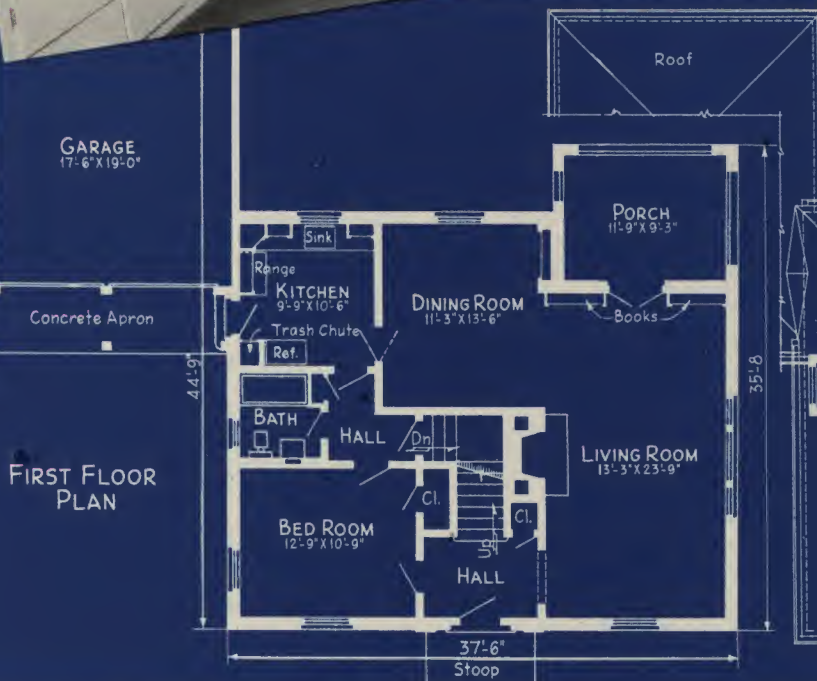 Roof
GARAGE
17'-6"X19'-0"
PORCH
11'-9"X9'-3"
Sink
Range
KITCHEN
9'-9"X10'-6"
DINING ROOM
11'-3"X13'-6"
Books
Concrete Apron
Trash Chute
Ref.
44'-9"
35'-8
BATH
HALL
Dn
LIVING ROOM
13'-3"X23'-9"
FIRST FLOOR
PLAN
Cl.
Cl.
BED ROOM
12'-9"X10'-9"
Up
HALL
37'-6"
Stoop